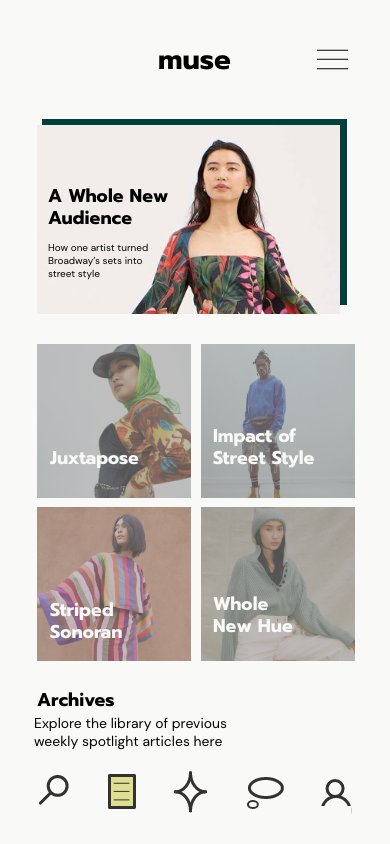 muse
A Whole New
Audience
How one artist turned
Broadway's sets into
street style
Juxtapose
Impact of
Street Style
Striped
Sonoran
Whole
New Hue
Archives
Explore the library of previous
weekly spotlight articles here